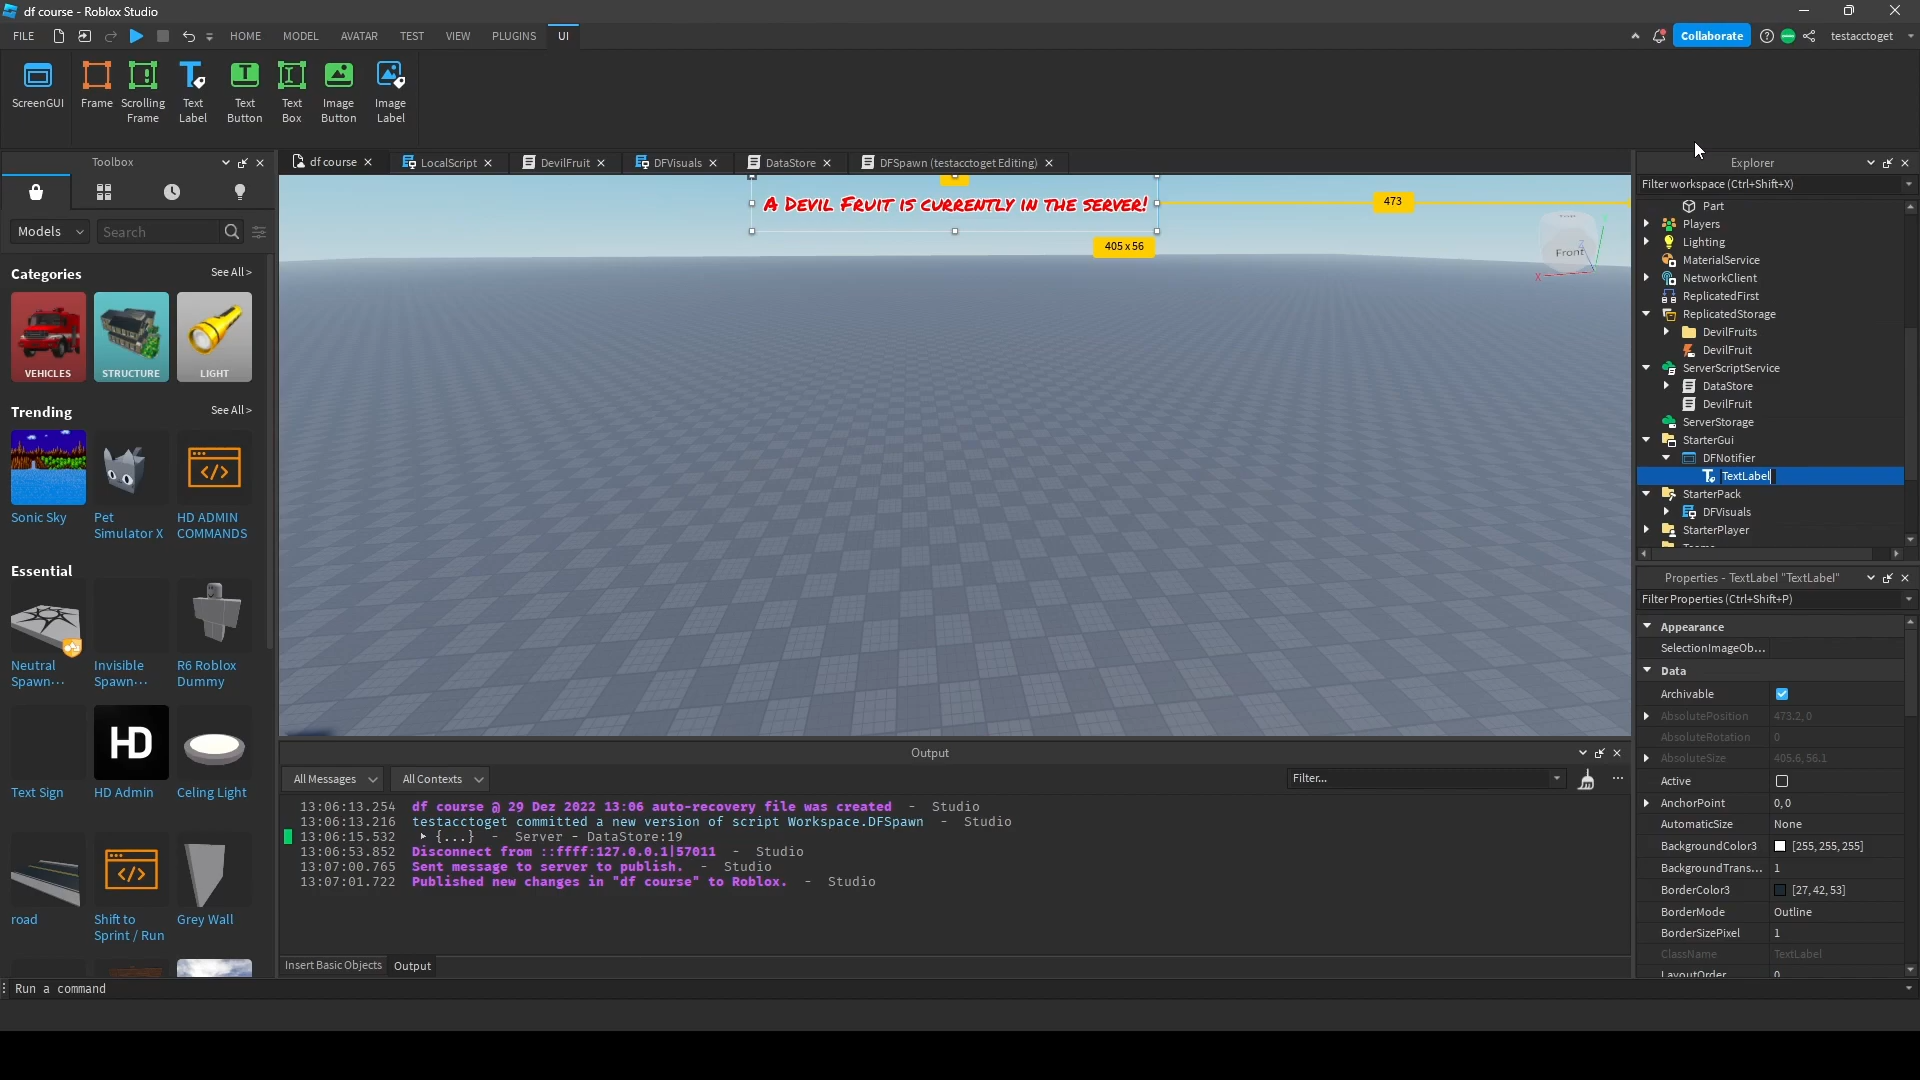 df course - Roblox Studio
FILE
HOME
MODEL
AVATAR
TEST
VIEW
PLUGINS
UI
Collaborate
testacctoget
ScreenGUI
Frame
Scrolling
Frame
Text
Label
Text
Button
Text
Box
Image
Button
Image
Label
Toolbox
df course
LocalScript
DevilFruit
DFVisuals
DataStore
DFSpawn (testacctoget Editing)
Models
Search
Categories
See All >
VEHICLES
STRUCTURE
LIGHT
Trending
See All >
Sonic Sky
Pet
Simulator X
HD ADMIN
COMMANDS
Essential
Neutral
Spawn···
Invisible
Spawn···
R6 Roblox
Dummy
HD
Text Sign
HD Admin
Celing Light
road
Shift to
Sprint / Run
Grey Wall
A Devil Fruit is currently in the server!
473
405 x 56
Front
X
Z
Output
All Messages
All Contexts
Filter...
13:06:13.254 df course @ 29 Dez 2022 13:06 auto-recovery file was created - Studio
13:06:13.216 testacctoget committed a new version of script Workspace.DFSpawn - Studio
13:06:15.532 {...} - Server - DataStore:19
13:06:53.852 Disconnect from ::ffff:127.0.0.1|57011 - Studio
13:07:00.765 Sent message to server to publish. - Studio
13:07:01.722 Published new changes in "df course" to Roblox. - Studio
Insert Basic Objects
Output
Run a command
Explorer
Filter workspace (Ctrl+Shift+X)
Part
Players
Lighting
MaterialService
NetworkClient
ReplicatedFirst
ReplicatedStorage
DevilFruits
DevilFruit
ServerScriptService
DataStore
DevilFruit
ServerStorage
StarterGui
DFNotifier
TextLabel
StarterPack
DFVisuals
StarterPlayer
Properties - TextLabel "TextLabel"
Filter Properties (Ctrl+Shift+P)
Appearance
SelectionImageOb...
Data
Archivable
AbsolutePosition 473.2, 0
AbsoluteRotation 0
AbsoluteSize 405.6, 56.1
Active
AnchorPoint 0, 0
AutomaticSize None
BackgroundColor3 [255, 255, 255]
BackgroundTrans... 1
BorderColor3 [27, 42, 53]
BorderMode Outline
BorderSizePixel 1
ClassName TextLabel
LayoutOrder 0